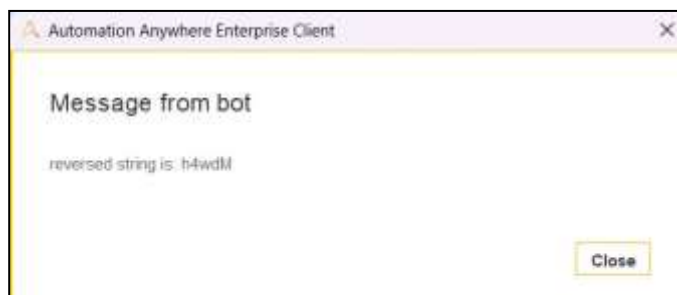 Automation Anywhere Enterprise Client
Message from bot
reversed string is: h4wdM
Close